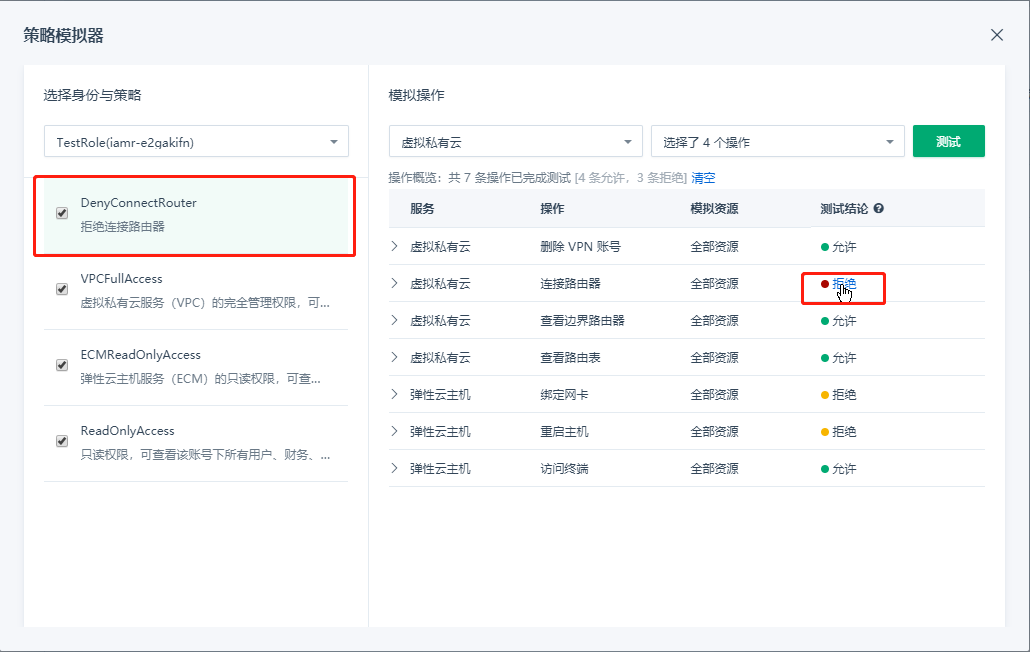 策略模拟器
选择身份与策略
TestRole(iamr-e2gakifn)
DenyConnectRouter
拒绝连接路由器
VPCFullAccess
虚拟私有云服务（VPC）的完全管理权限，可...
ECMReadOnlyAccess
弹性云主机服务（ECM）的只读权限，可查...
ReadOnlyAccess
只读权限，可查看该账号下所有用户、财务、...
模拟操作
虚拟私有云 选择了 4 个操作 测试
操作概览：共 7 条操作已完成测试 [4 条允许，3 条拒绝] 清空
服务 操作 模拟资源 测试结论
虚拟私有云 删除 VPN 账号 全部资源 允许
虚拟私有云 连接路由器 全部资源 拒绝
虚拟私有云 查看边界路由器 全部资源 允许
虚拟私有云 查看路由表 全部资源 允许
弹性云主机 绑定网卡 全部资源 拒绝
弹性云主机 重启主机 全部资源 拒绝
弹性云主机 访问终端 全部资源 允许